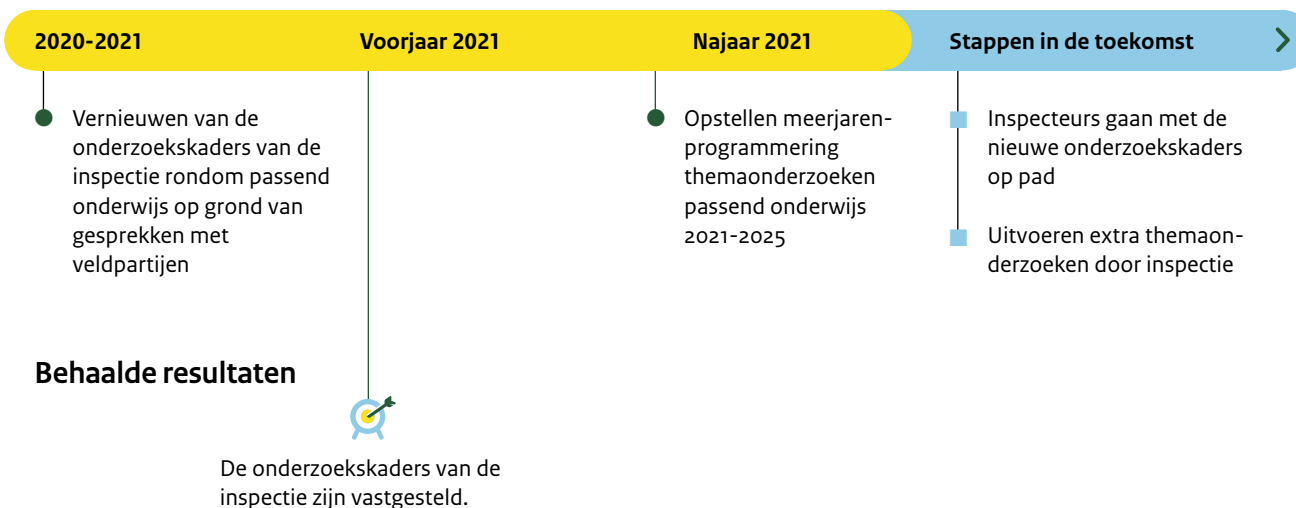 2020-2021
Voorjaar 2021
Najaar 2021
Stappen in de toekomst
Vernieuwen van de
onderzoekskaders van de
inspectie rondom passend
onderwijs op grond van
gesprekken met
veldpartijen
Opstellen meerjaren-
programmering
themaonderzoeken
passend onderwijs
2021-2025
Inspecteurs gaan met de
nieuwe onderzoekskaders
op pad
Uitvoeren extra themaon-
derzoeken door inspectie
Behaalde resultaten
De onderzoekskaders van de
inspectie zijn vastgesteld.